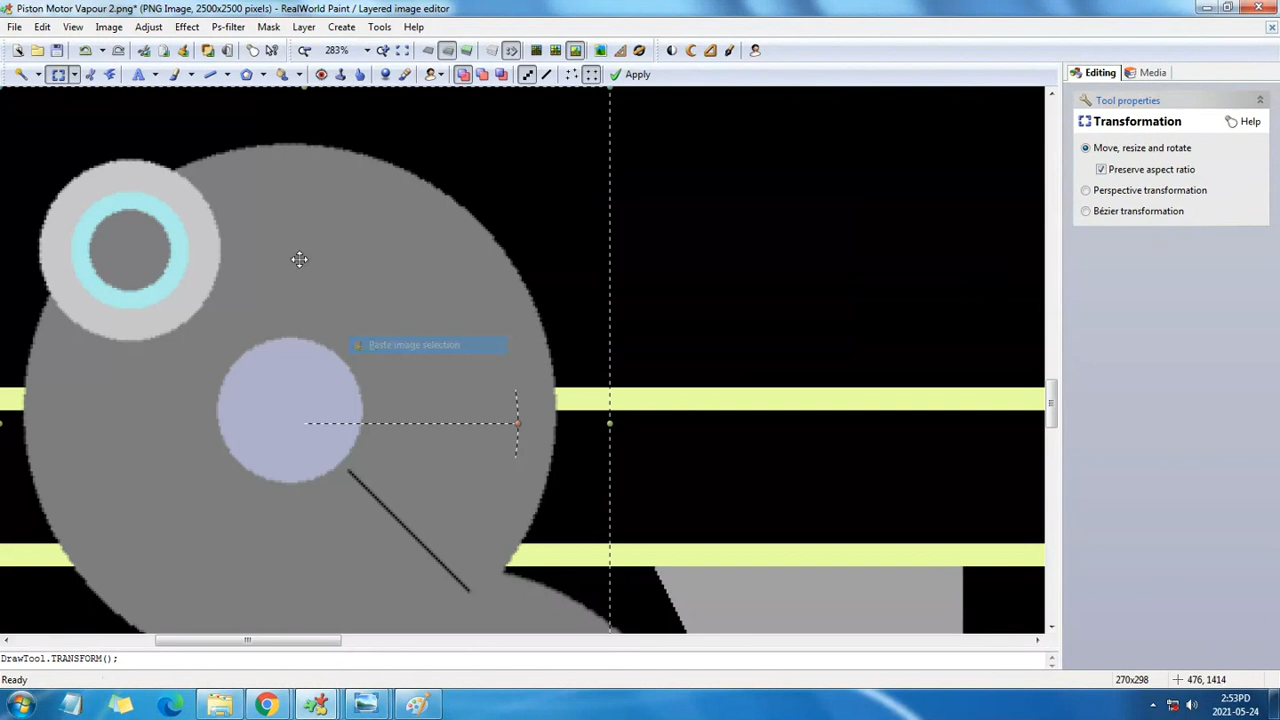 Piston Motor Vapour 2.png* (PNG Image, 2500x2500 pixels) - RealWorld Paint / Layered image editor
File Edit View Image Adjust Effect Ps-filter Mask Layer Create Tools Help
283%
Apply
Editing Media
Tool properties
Transformation Help
Move, resize and rotate
Preserve aspect ratio
Perspective transformation
Bézier transformation
Paste image selection
DrawTool.TRANSFORM();
Ready 270x298 476, 1414
2:53PD
2021-05-24